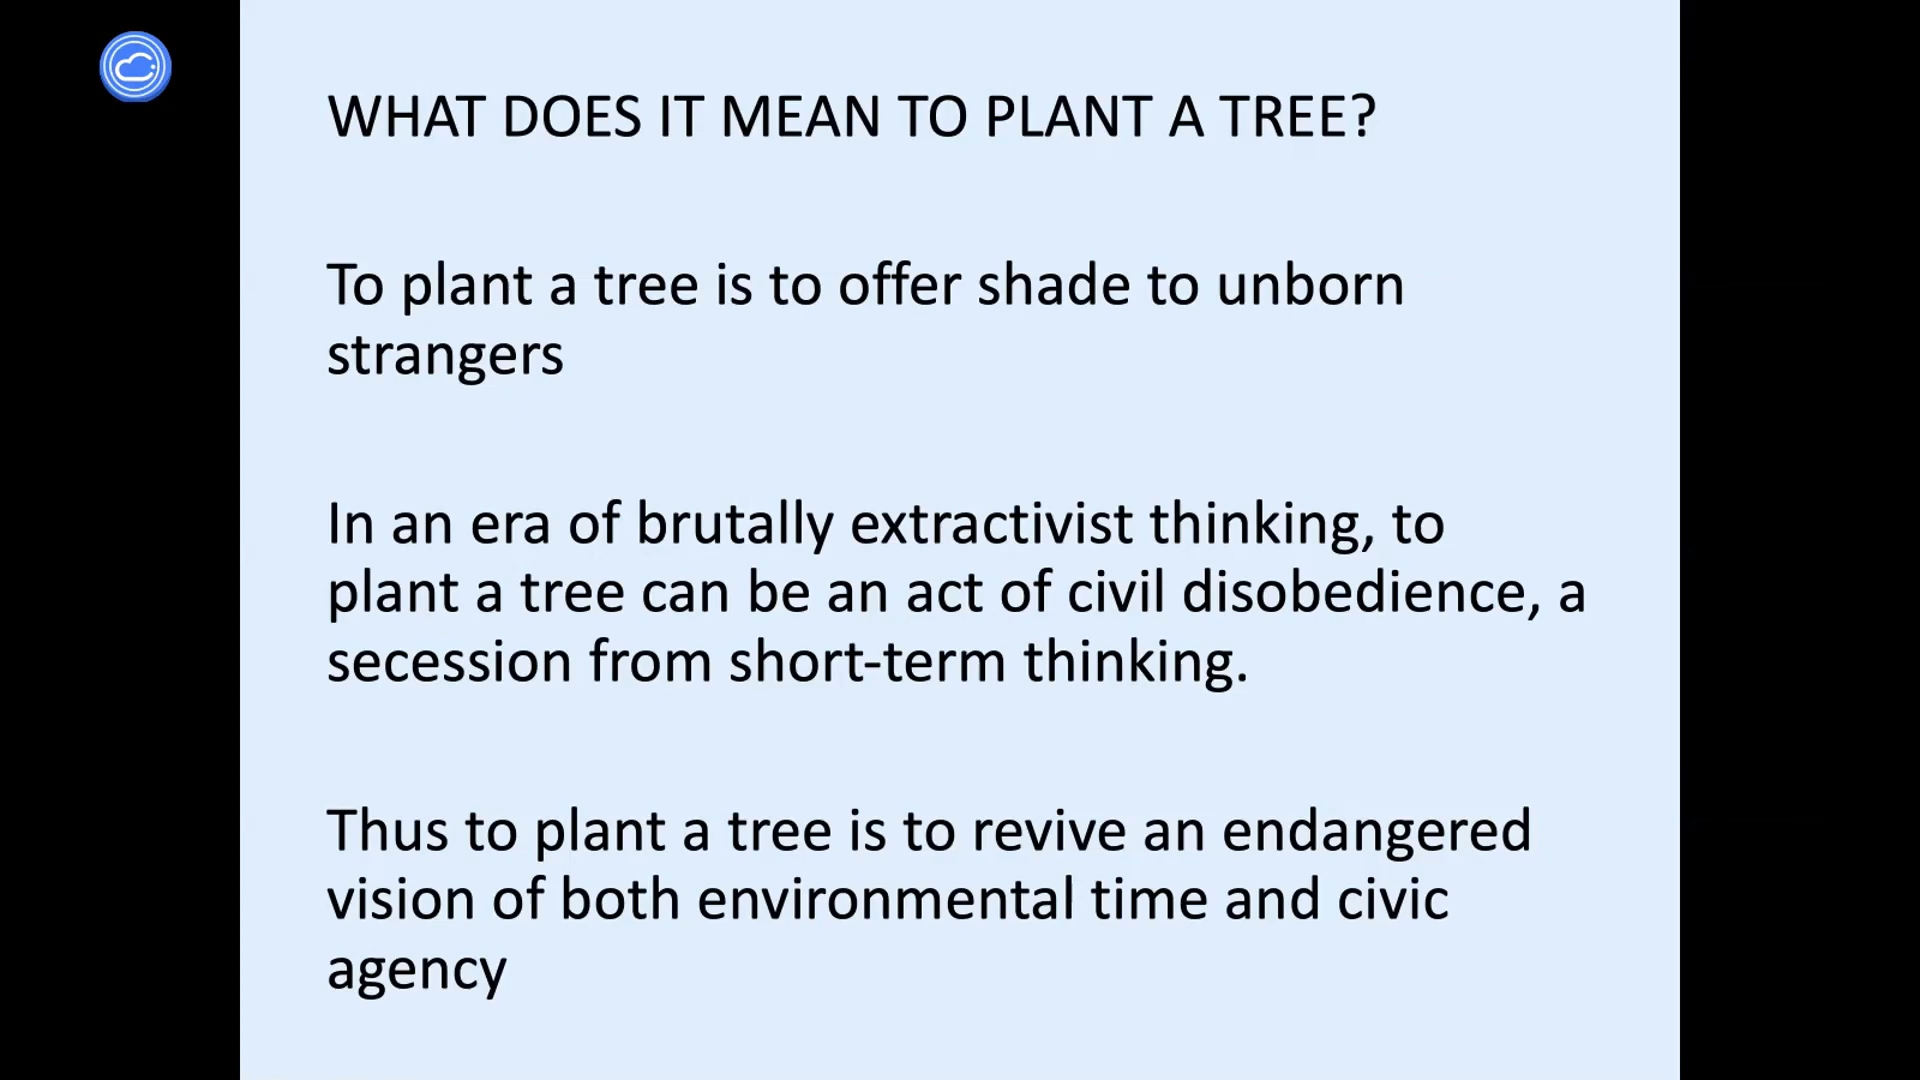 WHAT DOES IT MEAN TO PLANT A TREE?
To plant a tree is to offer shade to unborn
strangers
In an era of brutally extractivist thinking, to
plant a tree can be an act of civil disobedience, a
secession from short-term thinking.
Thus to plant a tree is to revive an endangered
vision of both environmental time and civic
agency